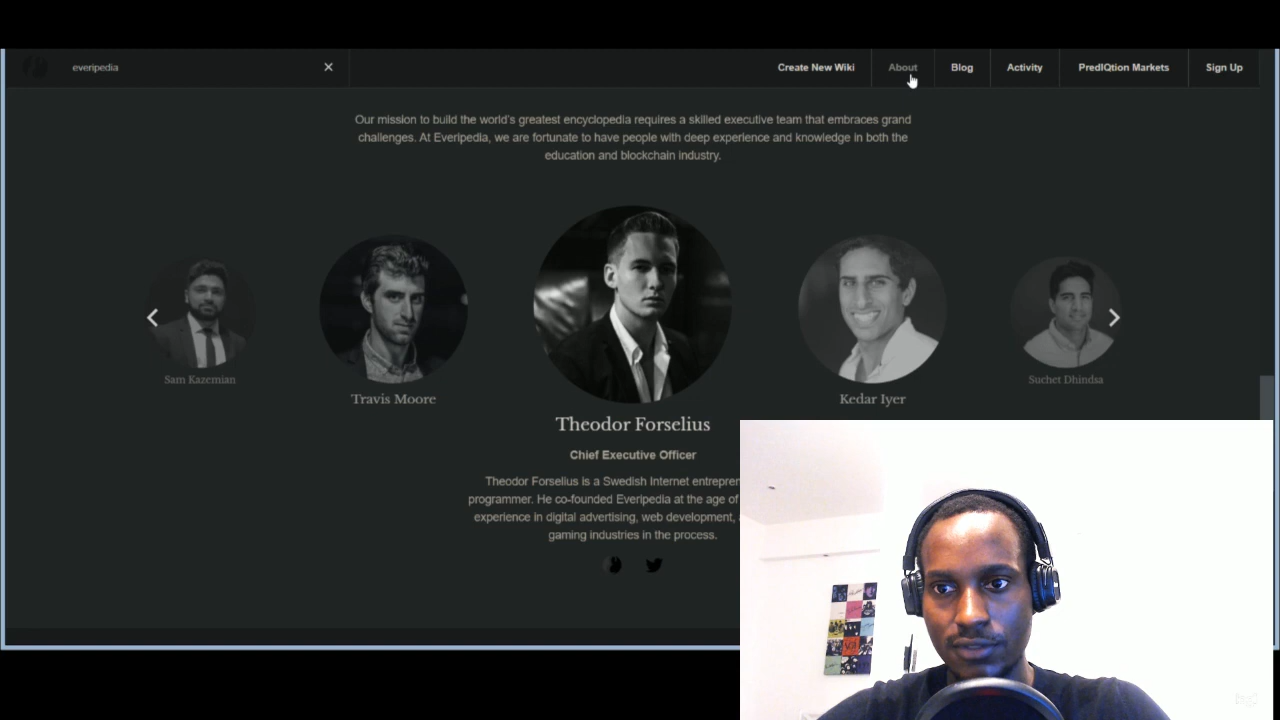 everipedia
Create New Wiki
About
Blog
Activity
PredIQtion Markets
Sign Up
Our mission to build the world's greatest encyclopedia requires a skilled executive team that embraces grand
challenges. At Everipedia, we are fortunate to have people with deep experience and knowledge in both the
education and blockchain industry.
Sam Kazemian
Travis Moore
Theodor Forselius
Kedar Iyer
Suchet Dhindsa
Chief Executive Officer
Theodor Forselius is a Swedish Internet
programmer. He co-founded Everipedia at the age of
experience in digital advertising, web development,
gaming industries in the process.